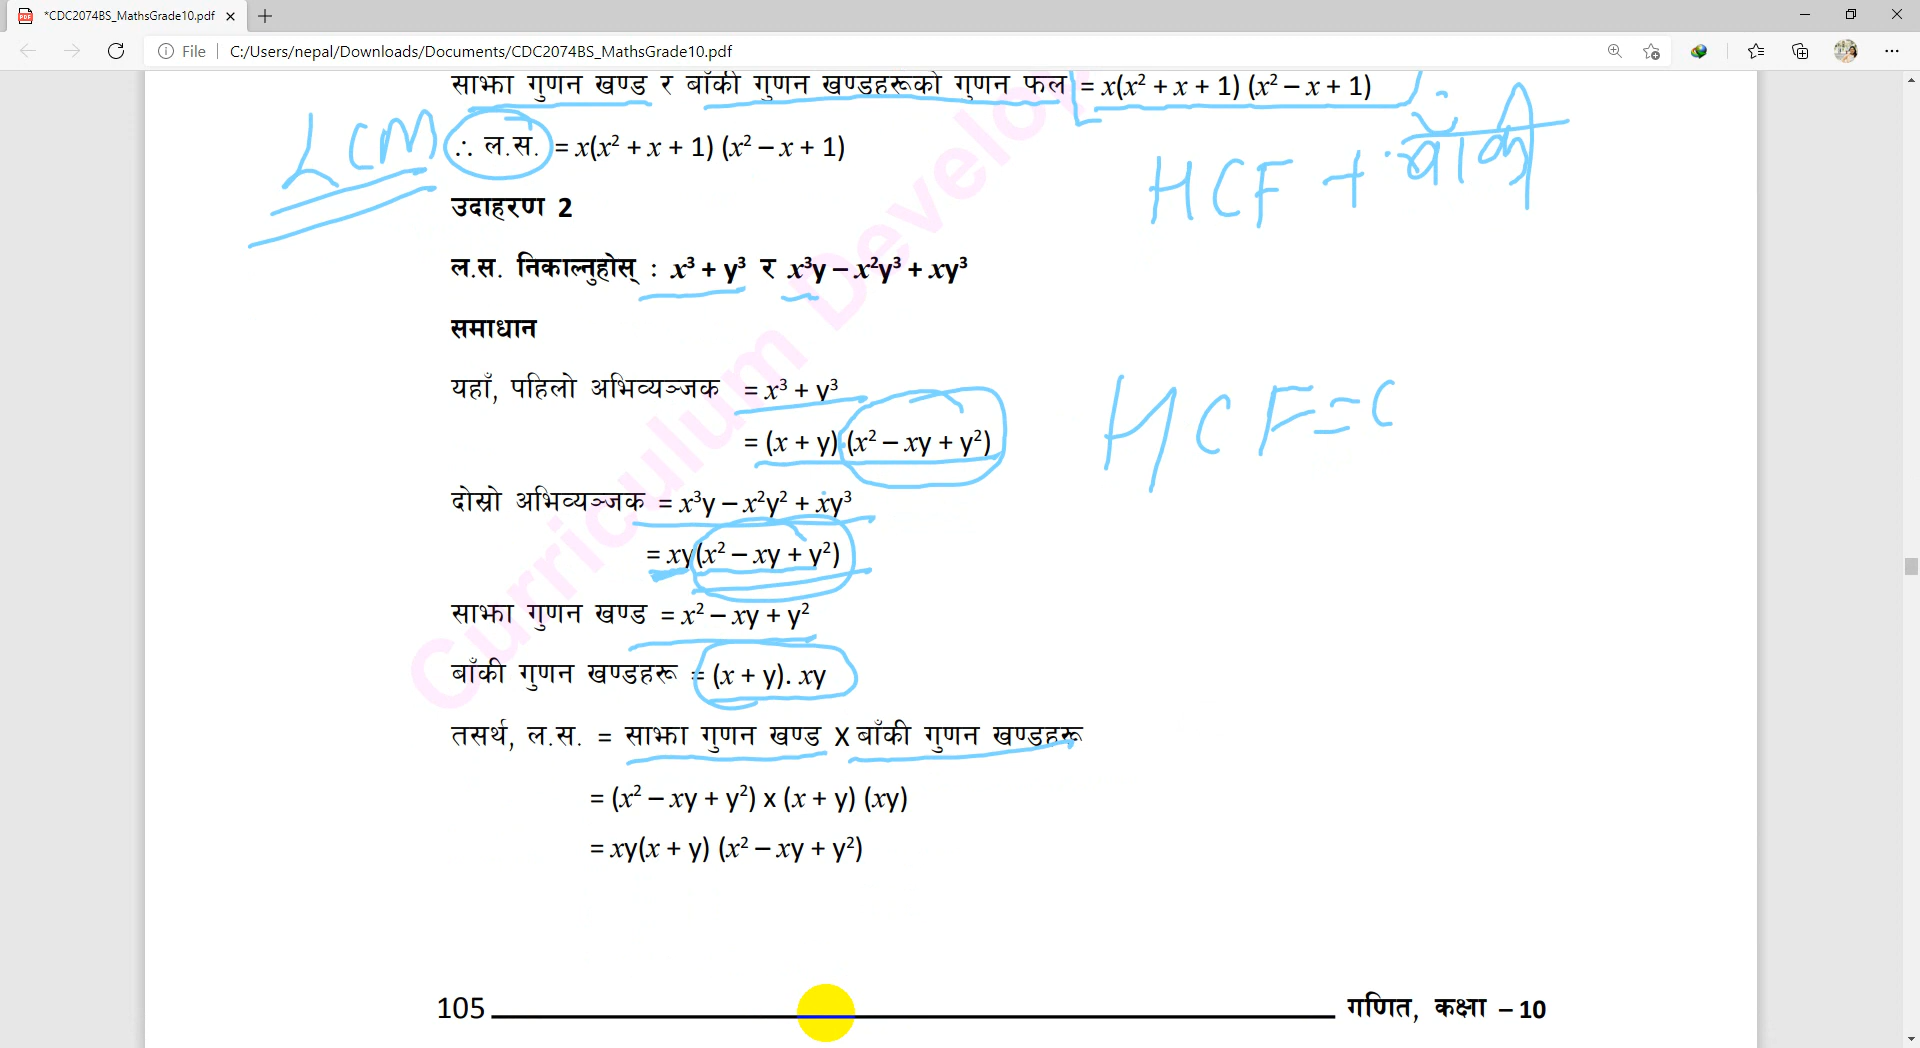 *CDC2074BS_MathsGrade10.pdf
File C:/Users/nepal/Downloads/Documents/CDC2074BS_MathsGrade10.pdf
साझा गुणन खण्ड र बाँकी गुणन खण्डहरूको गुणन फल = x(x² + x + 1) (x² – x + 1)
LCM
∴ ल.स. = x(x² + x + 1) (x² – x + 1)
HCF + बाँकी
उदाहरण 2
ल.स. निकाल्नुहोस् : x³ + y³ र x³y – x²y³ + xy³
समाधान
यहाँ, पहिलो अभिव्यञ्जक = x³ + y³
= (x + y) (x² – xy + y²)
HCF = C
दोस्रो अभिव्यञ्जक = x³y – x²y² + xy³
= xy(x² – xy + y²)
साझा गुणन खण्ड = x² – xy + y²
बाँकी गुणन खण्डहरू = (x + y). xy
तसर्थ, ल.स. = साझा गुणन खण्ड X बाँकी गुणन खण्डहरू
= (x² – xy + y²) x (x + y) (xy)
= xy(x + y) (x² – xy + y²)
105 गणित, कक्षा – 10
Curriculum Develo